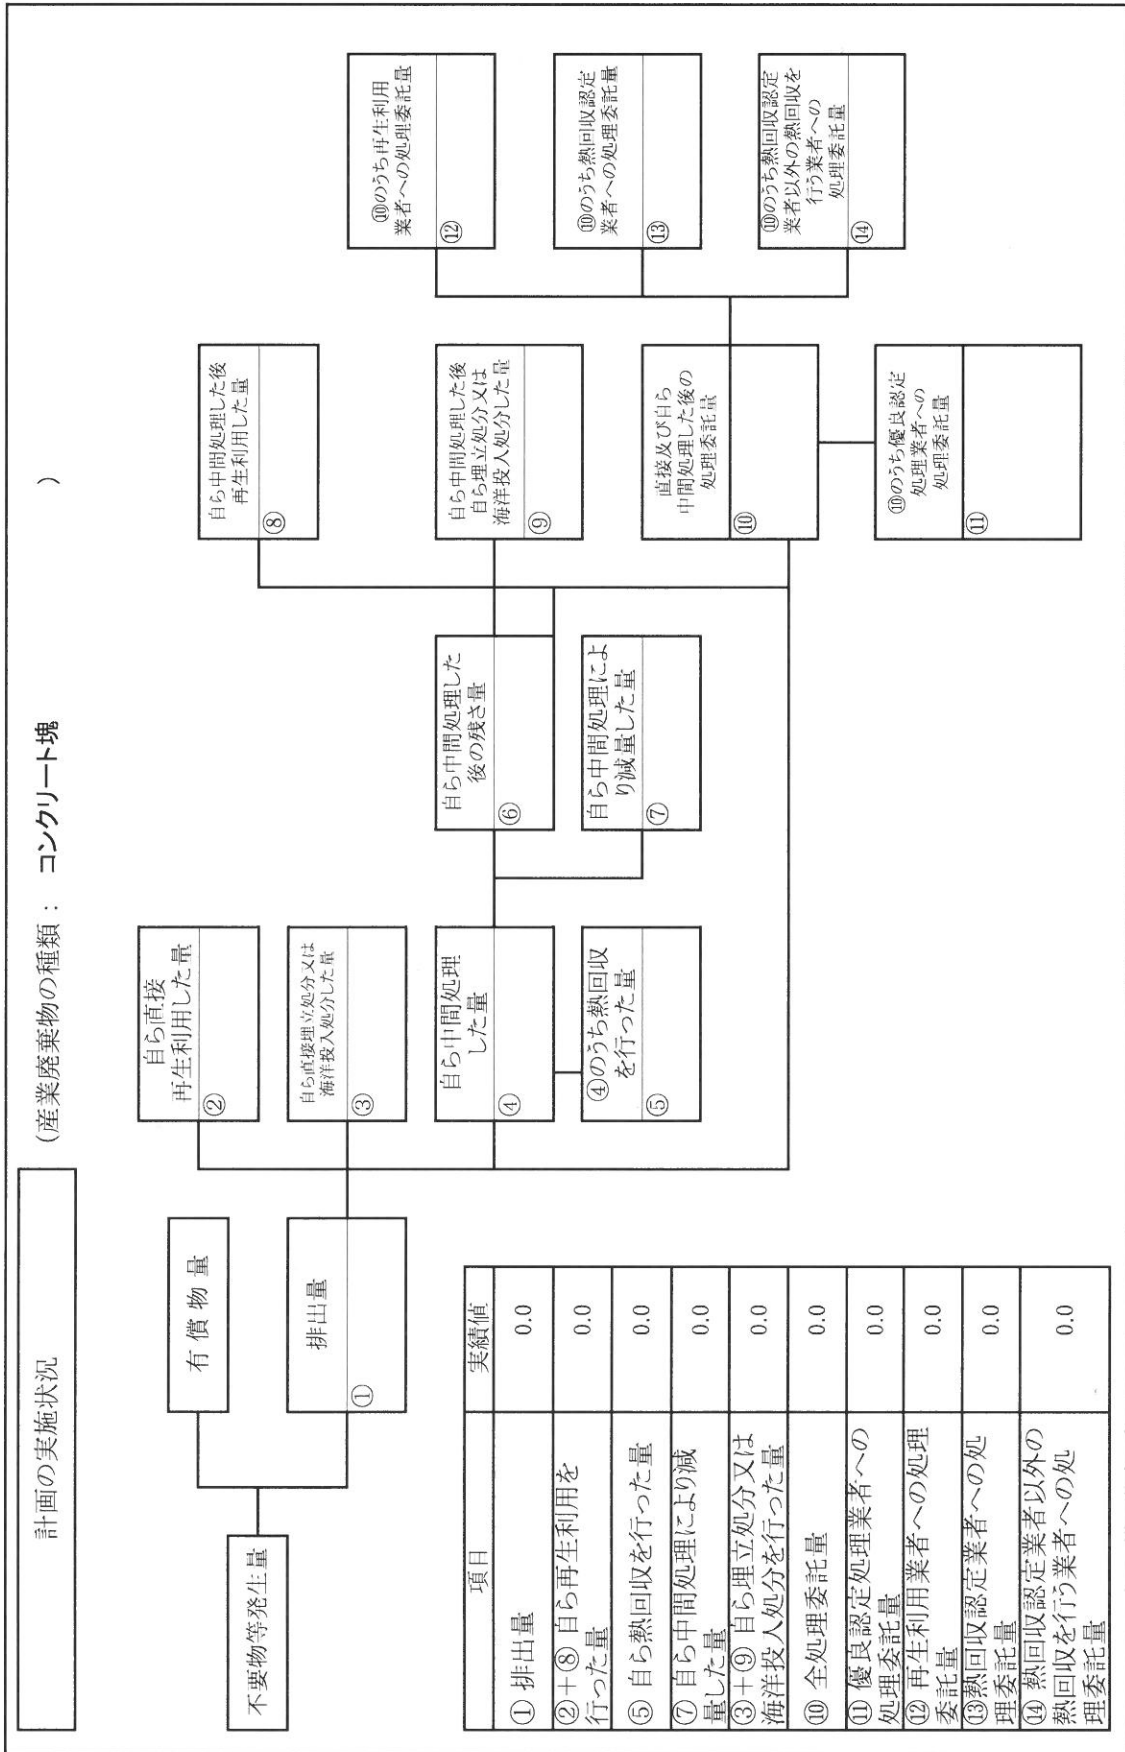 計画の実施状況
(産業廃棄物の種類： コンクリート塊 )
不要物等発生量
有 償 物 量
排出量
①
自ら直接
再生利用した量
②
自ら直接埋立処分又は
海洋投入処分した量
③
自ら中間処理
した量
④
④のうち熱回収
を行った量
⑤
自ら中間処理した
後の残さ量
⑥
自ら中間処理によ
り減量した量
⑦
自ら中間処理した後
再生利用した量
⑧
自ら中間処理した後
自ら埋立処分又は
海洋投入処分した量
⑨
直接及び自ら
中間処理した後の
処理委託量
⑩
⑩のうち優良認定
処理業者への
処理委託量
⑪
⑩のうち再生利用
業者への処理委託量
⑫
⑩のうち熱回収認定
業者への処理委託量
⑬
⑩のうち熱回収認定
業者以外の熱回収を
行う業者への
処理委託量
⑭
項目 実績値
① 排出量 0.0
②＋⑧ 自ら再生利用を
行った量 0.0
⑤ 自ら熱回収を行った量 0.0
⑦ 自ら中間処理により減
量した量 0.0
③＋⑨ 自ら埋立処分又は
海洋投入処分を行った量 0.0
⑩ 全処理委託量 0.0
⑪ 優良認定処理業者への
処理委託量 0.0
⑫ 再生利用業者への処理
委託量 0.0
⑬熱回収認定業者への処
理委託量 0.0
⑭ 熱回収認定業者以外の
熱回収を行う業者への処
理委託量 0.0